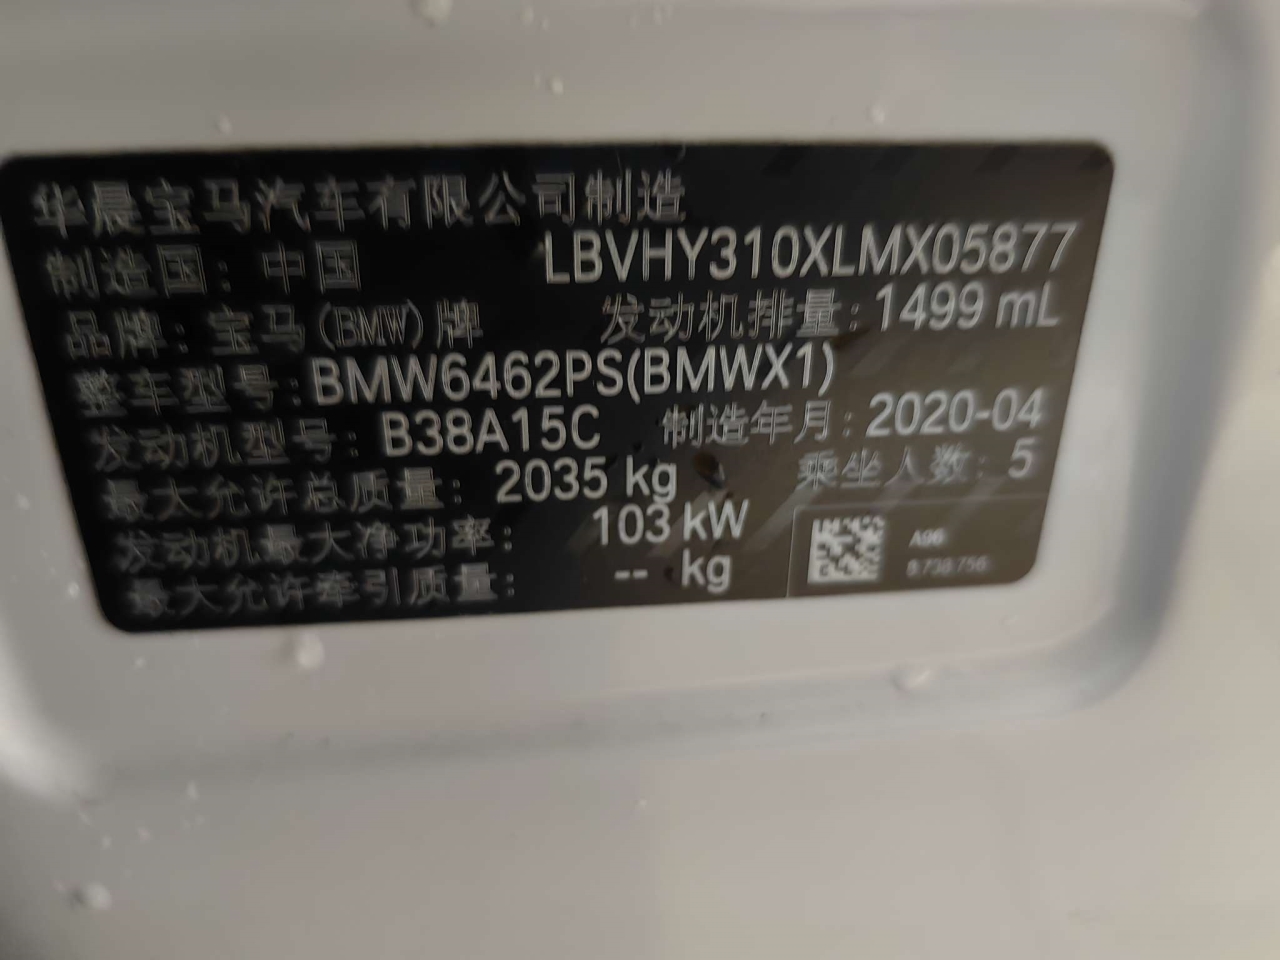 华晨宝马汽车有限公司制造
制造国：中国 LBVHY310XLMX05877
品牌：宝马(BMW)牌 发动机排量：1499 mL
整车型号：BMW6462PS(BMWX1)
发动机型号：B38A15C 制造年月：2020-04
最大允许总质量：2035 kg 乘坐人数：5
发动机最大净功率：103 kW
最大允许牵引质量：-- kg
A96
8.738.756